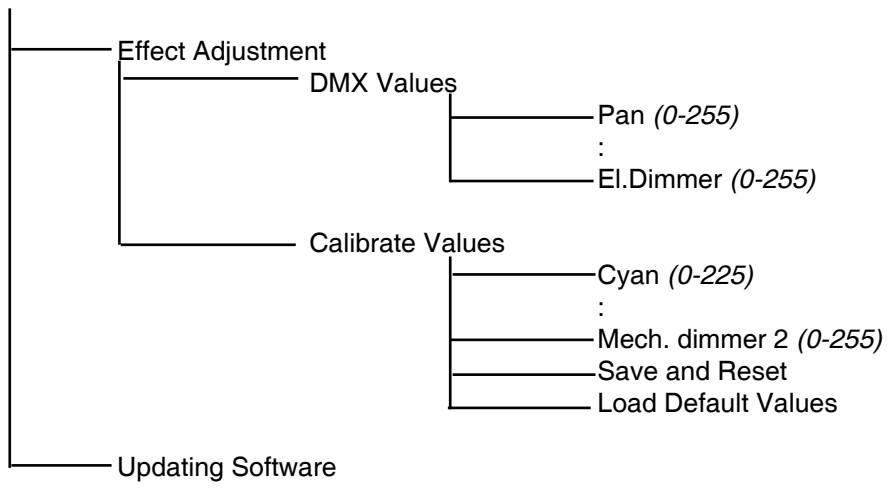 Effect Adjustment
DMX Values
Pan (0-255)
:
El.Dimmer (0-255)
Calibrate Values
Cyan (0-225)
:
Mech. dimmer 2 (0-255)
Save and Reset
Load Default Values
Updating Software